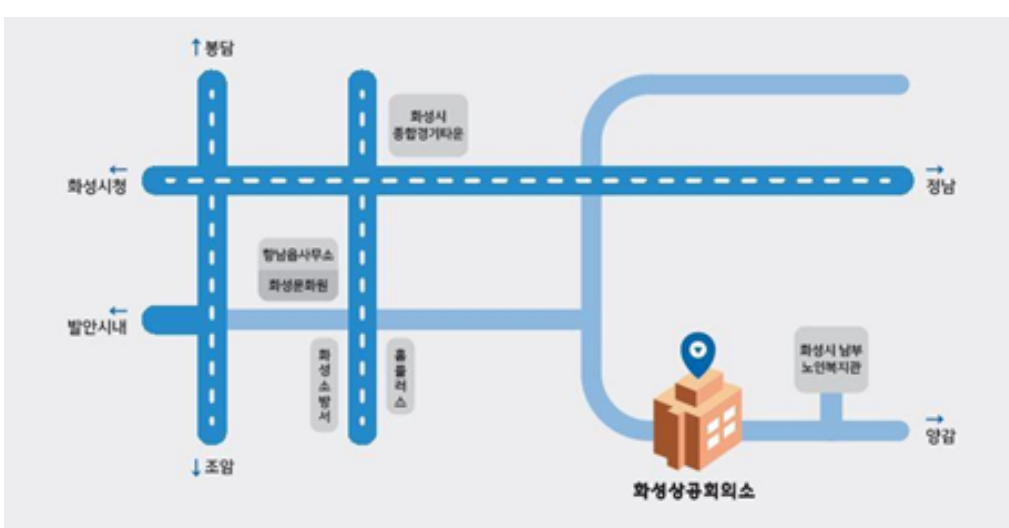 ↑ 봉담
화성시
종합경기타운
←
화성시청
→
정남
향남읍사무소
화성문화원
←
발안시내
화성소방서
홈플러스
화성시 남부
노인복지관
→
양감
↓ 조암
화성상공회의소